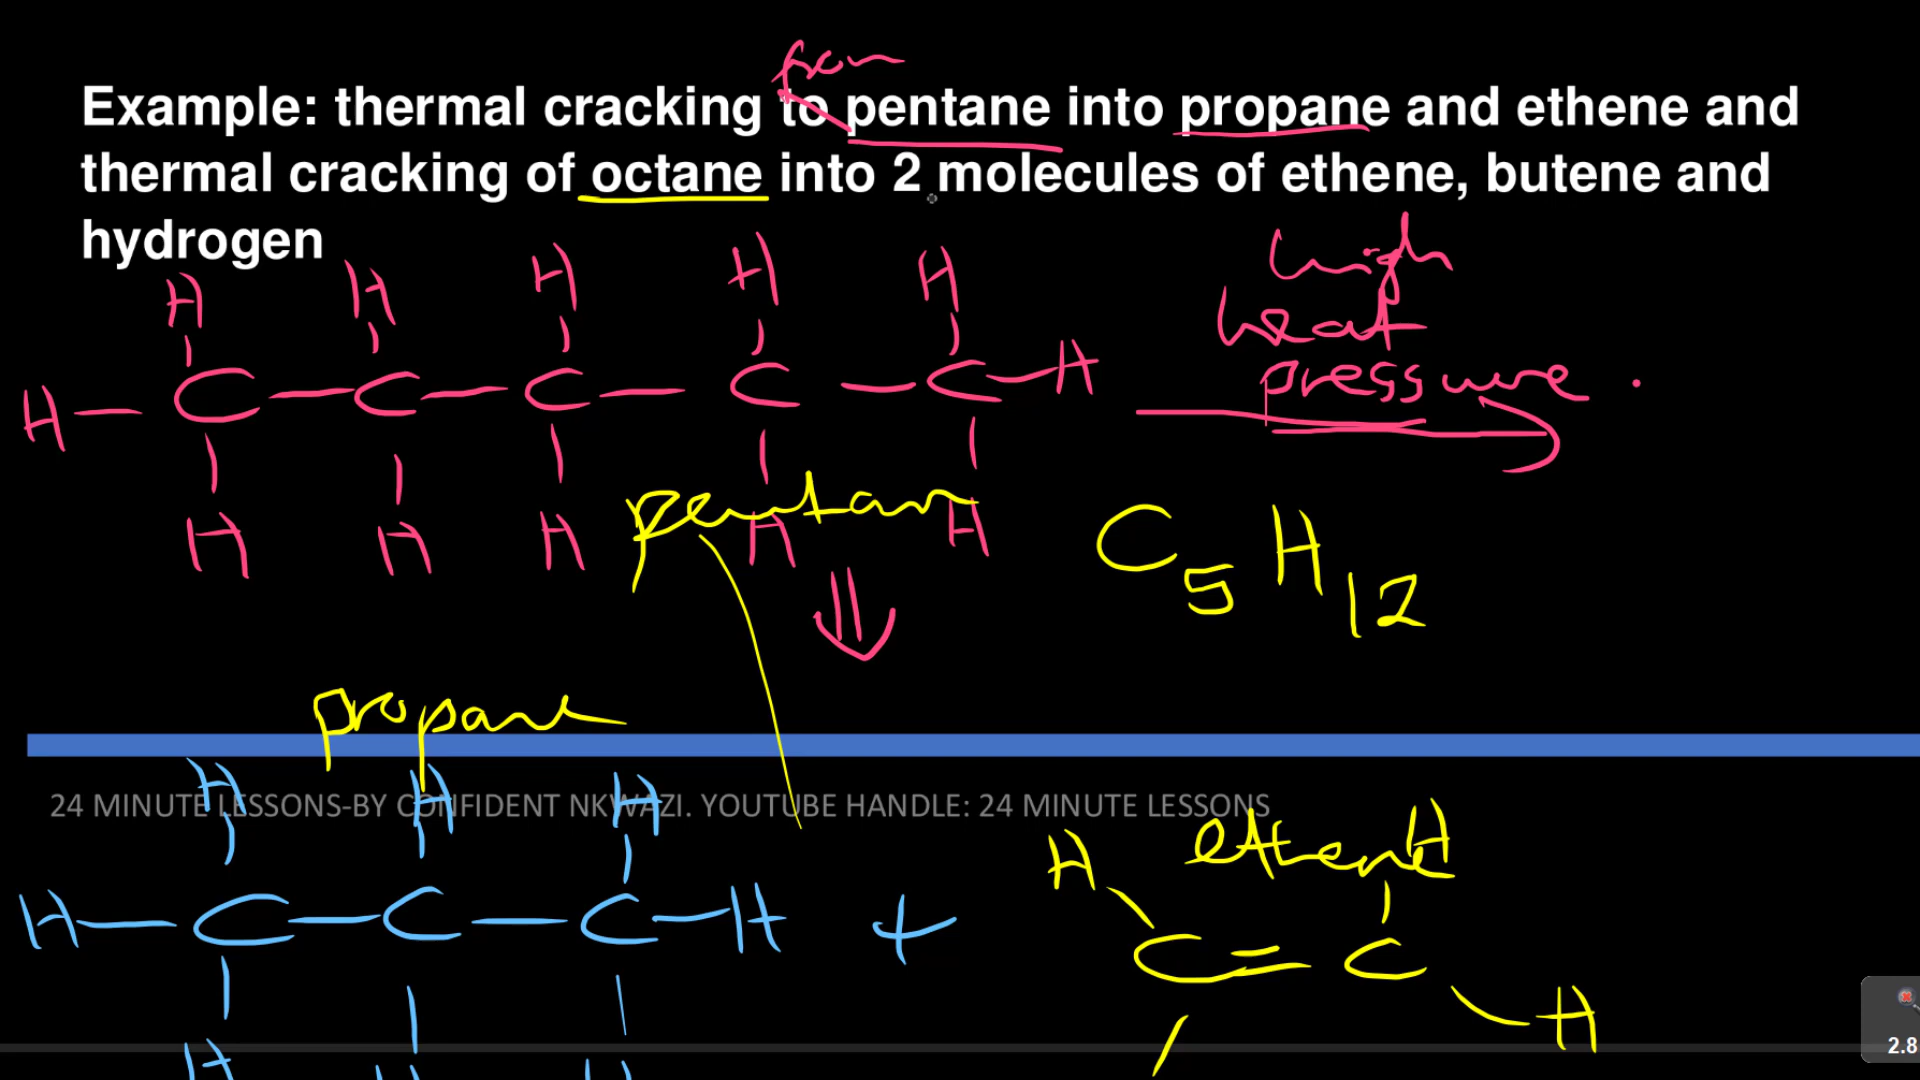 from
Example: thermal cracking to pentane into propane and ethene and
thermal cracking of octane into 2 molecules of ethene, butene and
hydrogen
high
heat
pressure.
H H H H H
H C C C C C H
H H H H H
pentan
C5H12
propane
24 MINUTE LESSONS-BY CONFIDENT NKWAZI. YOUTUBE HANDLE: 24 MINUTE LESSONS
H H H
ethene
H H
H C C C H + C = C
H
H
2.8